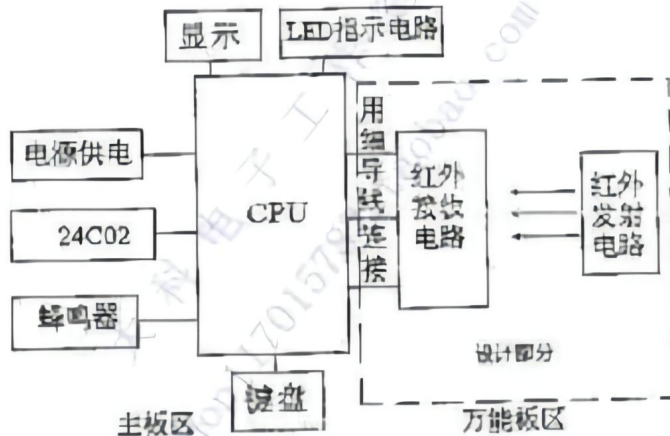 显示
LED指示电路
电源供电
24C02
蜂鸣器
CPU
用细导线连接
红外
接收
电路
红外
发射
电路
设计部分
键盘
主板区
万能板区